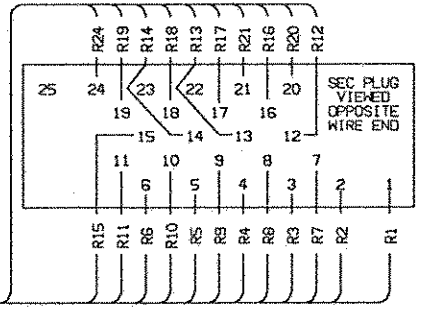 R24 R19 R14 R18 R13 R17 R21 R16 R20 R12
25 24 23 22 21 20
SEC PLUG
VIEWED
OPPOSITE
WIRE END
19 18 17 16
15 14 13 12
11 10 9 8 7
6 5 4 3 2 1
R15 R11 R6 R10 R5 R9 R4 R8 R3 R7 R2 R1